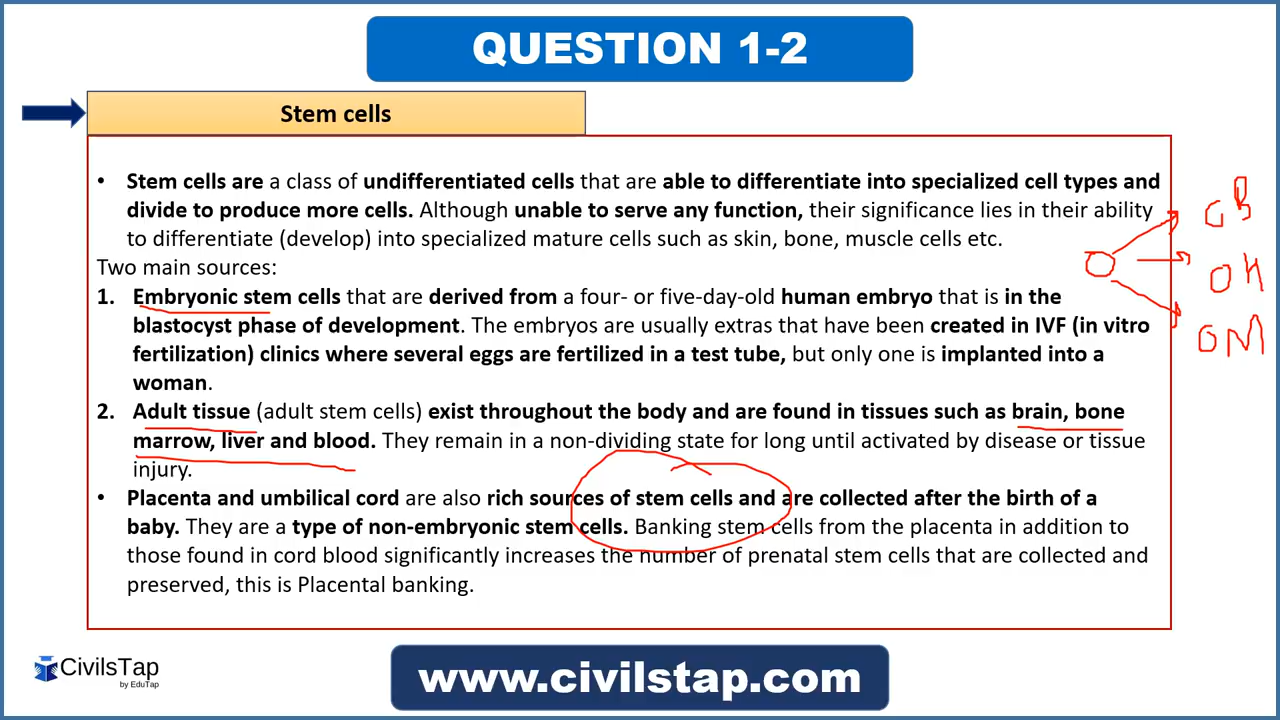 QUESTION 1-2
Stem cells
• Stem cells are a class of undifferentiated cells that are able to differentiate into specialized cell types and
divide to produce more cells. Although unable to serve any function, their significance lies in their ability
to differentiate (develop) into specialized mature cells such as skin, bone, muscle cells etc.
Two main sources:
1. Embryonic stem cells that are derived from a four- or five-day-old human embryo that is in the
blastocyst phase of development. The embryos are usually extras that have been created in IVF (in vitro
fertilization) clinics where several eggs are fertilized in a test tube, but only one is implanted into a
woman.
2. Adult tissue (adult stem cells) exist throughout the body and are found in tissues such as brain, bone
marrow, liver and blood. They remain in a non-dividing state for long until activated by disease or tissue
injury.
• Placenta and umbilical cord are also rich sources of stem cells and are collected after the birth of a
baby. They are a type of non-embryonic stem cells. Banking stem cells from the placenta in addition to
those found in cord blood significantly increases the number of prenatal stem cells that are collected and
preserved, this is Placental banking.
B
H
M
CivilsTap
by EduTap
www.civilstap.com